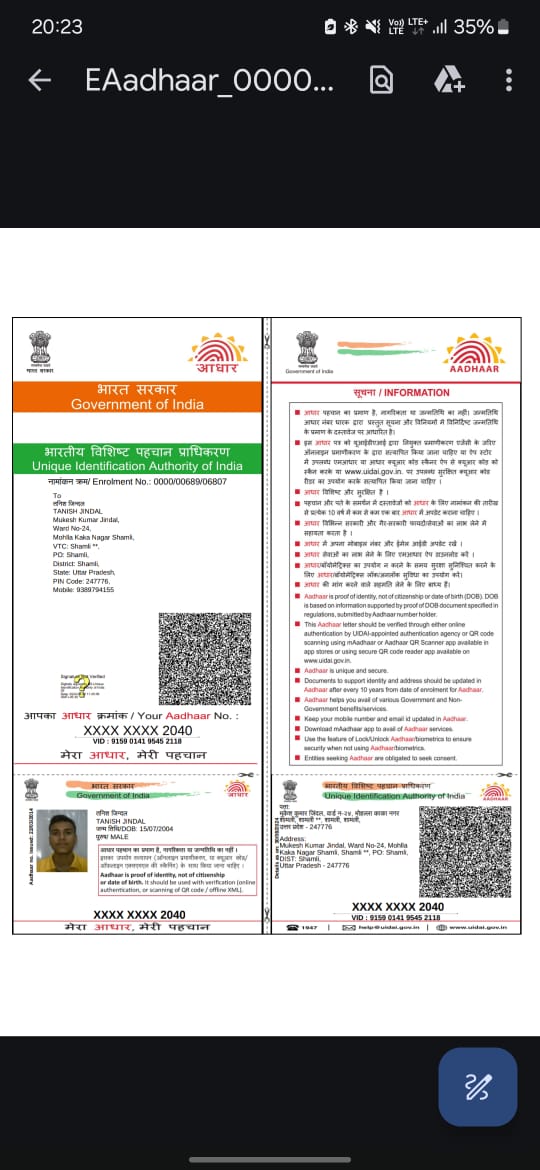 20:23
Vo)) LTE
LTE+
35%
EAadhaar_0000...
भारत सरकार
आधार
भारत सरकार
Government of India
भारतीय विशिष्ट पहचान प्राधिकरण
Unique Identification Authority of India
नामांकन क्रम/ Enrolment No.: 0000/00689/06807
To
तनिश जिन्दल
TANISH JINDAL
Mukesh Kumar Jindal,
Ward No-24,
Mohlla Kaka Nagar Shamli,
VTC: Shamli **,
PO: Shamli,
District: Shamli,
State: Uttar Pradesh,
PIN Code: 247776,
Mobile: 9389794155
?
आपका आधार क्रमांक / Your Aadhaar No. :
XXXX XXXX 2040
VID : 9159 0141 9545 2118
मेरा आधार, मेरी पहचान
Government of India
AADHAAR
सूचना / INFORMATION
आधार पहचान का प्रमाण है, नागरिकता या जन्मतिथि का नहीं। जन्मतिथि
आधार नंबर धारक द्वारा प्रस्तुत सूचना और विनियमों में विनिर्दिष्ट जन्मतिथि
के प्रमाण के दस्तावेज पर आधारित है।
इस आधार पत्र को यूआईडीएआई द्वारा नियुक्त प्रमाणीकरण एजेंसी के जरिए
ऑनलाइन प्रमाणीकरण के द्वारा सत्यापित किया जाना चाहिए या ऐप स्टोर
में उपलब्ध एमआधार या आधार क्यूआर कोड स्कैनर ऐप से क्यूआर कोड को
स्कैन करके या www.uidai.gov.in. पर उपलब्ध सुरक्षित क्यूआर कोड
रीडर का उपयोग करके सत्यापित किया जाना चाहिए ।
आधार विशिष्ट और सुरक्षित है ।
पहचान और पते के समर्थन में दस्तावेजों को आधार के लिए नामांकन की तारीख
से प्रत्येक 10 वर्ष में कम से कम एक बार आधार में अपडेट कराना चाहिए ।
आधार विभिन्न सरकारी और गैर-सरकारी फायदों/सेवाओं का लाभ लेने में
सहायता करता है ।
आधार में अपना मोबाइल नंबर और ईमेल आईडी अपडेट रखें ।
आधार सेवाओं का लाभ लेने के लिए एमआधार ऐप डाउनलोड करें ।
आधार/बॉयोमेट्रिक्स का उपयोग न करने के समय सुरक्षा सुनिश्चित करने के
लिए आधार/बॉयोमेट्रिक्स लॉक/अनलॉक सुविधा का उपयोग करें।
आधार की मांग करने वाले सहमति लेने के लिए बाध्य हैं।
Aadhaar is proof of identity, not of citizenship or date of birth (DOB). DOB
is based on information supported by proof of DOB document specified in
regulations, submitted by Aadhaar number holder.
This Aadhaar letter should be verified through either online
authentication by UIDAI-appointed authentication agency or QR code
scanning using mAadhaar or Aadhaar QR Scanner app available in
app stores or using secure QR code reader app available on
www.uidai.gov.in.
Aadhaar is unique and secure.
Documents to support identity and address should be updated in
Aadhaar after every 10 years from date of enrolment for Aadhaar.
Aadhaar helps you avail of various Government and Non-
Government benefits/services.
Keep your mobile number and email id updated in Aadhaar.
Download mAadhaar app to avail of Aadhaar services.
Use the feature of Lock/Unlock Aadhaar/biometrics to ensure
security when not using Aadhaar/biometrics.
Entities seeking Aadhaar are obligated to seek consent.
भारत सरकार
Government of India
आधार
Aadhaar no. issued: 22/03/2014
तनिश जिन्दल
TANISH JINDAL
जन्म तिथि/DOB: 15/07/2004
पुरुष/ MALE
आधार पहचान का प्रमाण है, नागरिकता या जन्मतिथि का नहीं ।
इसका उपयोग सत्यापन (ऑनलाइन प्रमाणीकरण, या क्यूआर कोड/
ऑफलाइन एक्सएमएल की स्कैनिंग) के साथ किया जाना चाहिए ।
Aadhaar is proof of identity, not of citizenship
or date of birth. It should be used with verification (online
authentication, or scanning of QR code / offline XML).
XXXX XXXX 2040
मेरा आधार, मेरी पहचान
भारतीय विशिष्ट पहचान प्राधिकरण
Unique Identification Authority of India
AADHAAR
पता:
मुकेश कुमार जिंदल, वार्ड न-२४, मोहल्ला काका नगर
शामली, शामली **, शामली, शामली,
उत्तर प्रदेश - 247776
Address:
Mukesh Kumar Jindal, Ward No-24, Mohlla
Kaka Nagar Shamli, Shamli **, PO: Shamli,
DIST: Shamli,
Uttar Pradesh - 247776
XXXX XXXX 2040
VID : 9159 0141 9545 2118
1947 | help@uidai.gov.in | www.uidai.gov.in